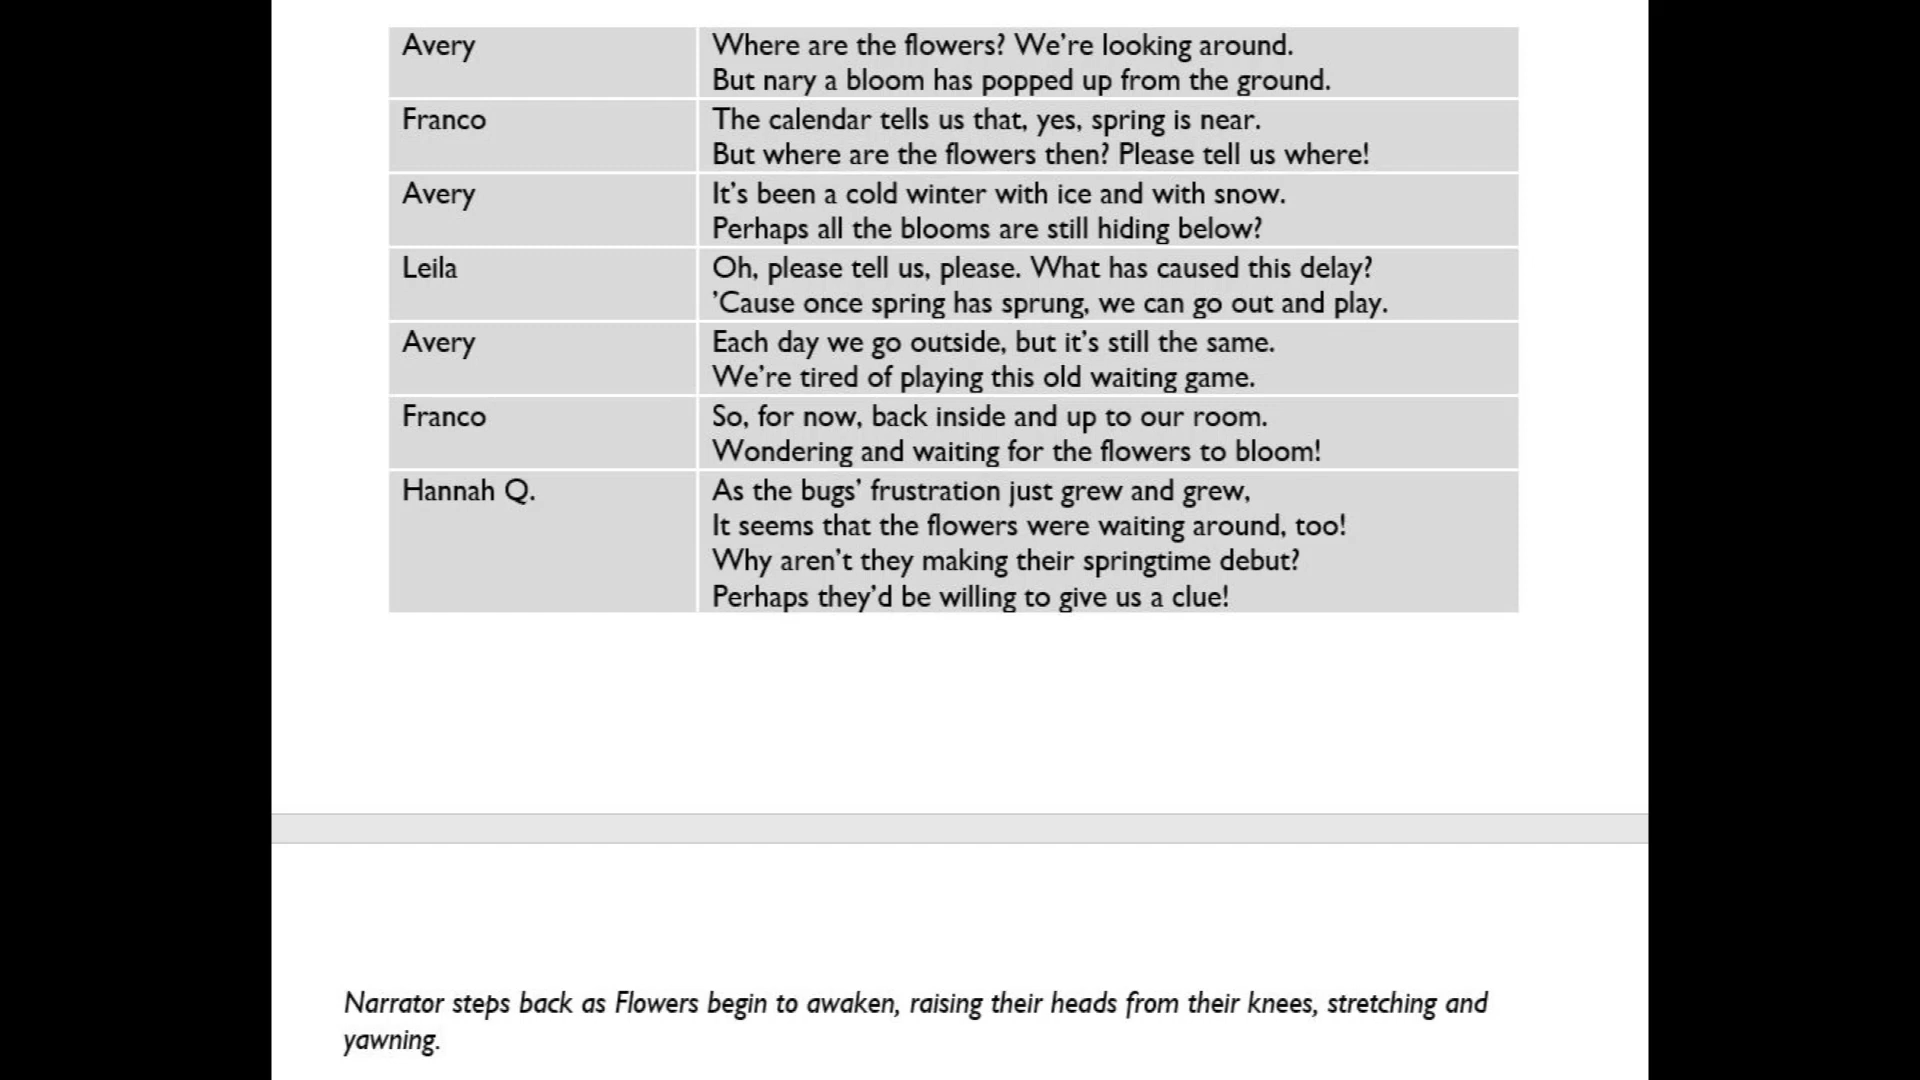 Avery
Where are the flowers? We’re looking around.
But nary a bloom has popped up from the ground.
Franco
The calendar tells us that, yes, spring is near.
But where are the flowers then? Please tell us where!
Avery
It’s been a cold winter with ice and with snow.
Perhaps all the blooms are still hiding below?
Leila
Oh, please tell us, please. What has caused this delay?
’Cause once spring has sprung, we can go out and play.
Avery
Each day we go outside, but it’s still the same.
We’re tired of playing this old waiting game.
Franco
So, for now, back inside and up to our room.
Wondering and waiting for the flowers to bloom!
Hannah Q.
As the bugs’ frustration just grew and grew,
It seems that the flowers were waiting around, too!
Why aren’t they making their springtime debut?
Perhaps they’d be willing to give us a clue!
Narrator steps back as Flowers begin to awaken, raising their heads from their knees, stretching and
yawning.